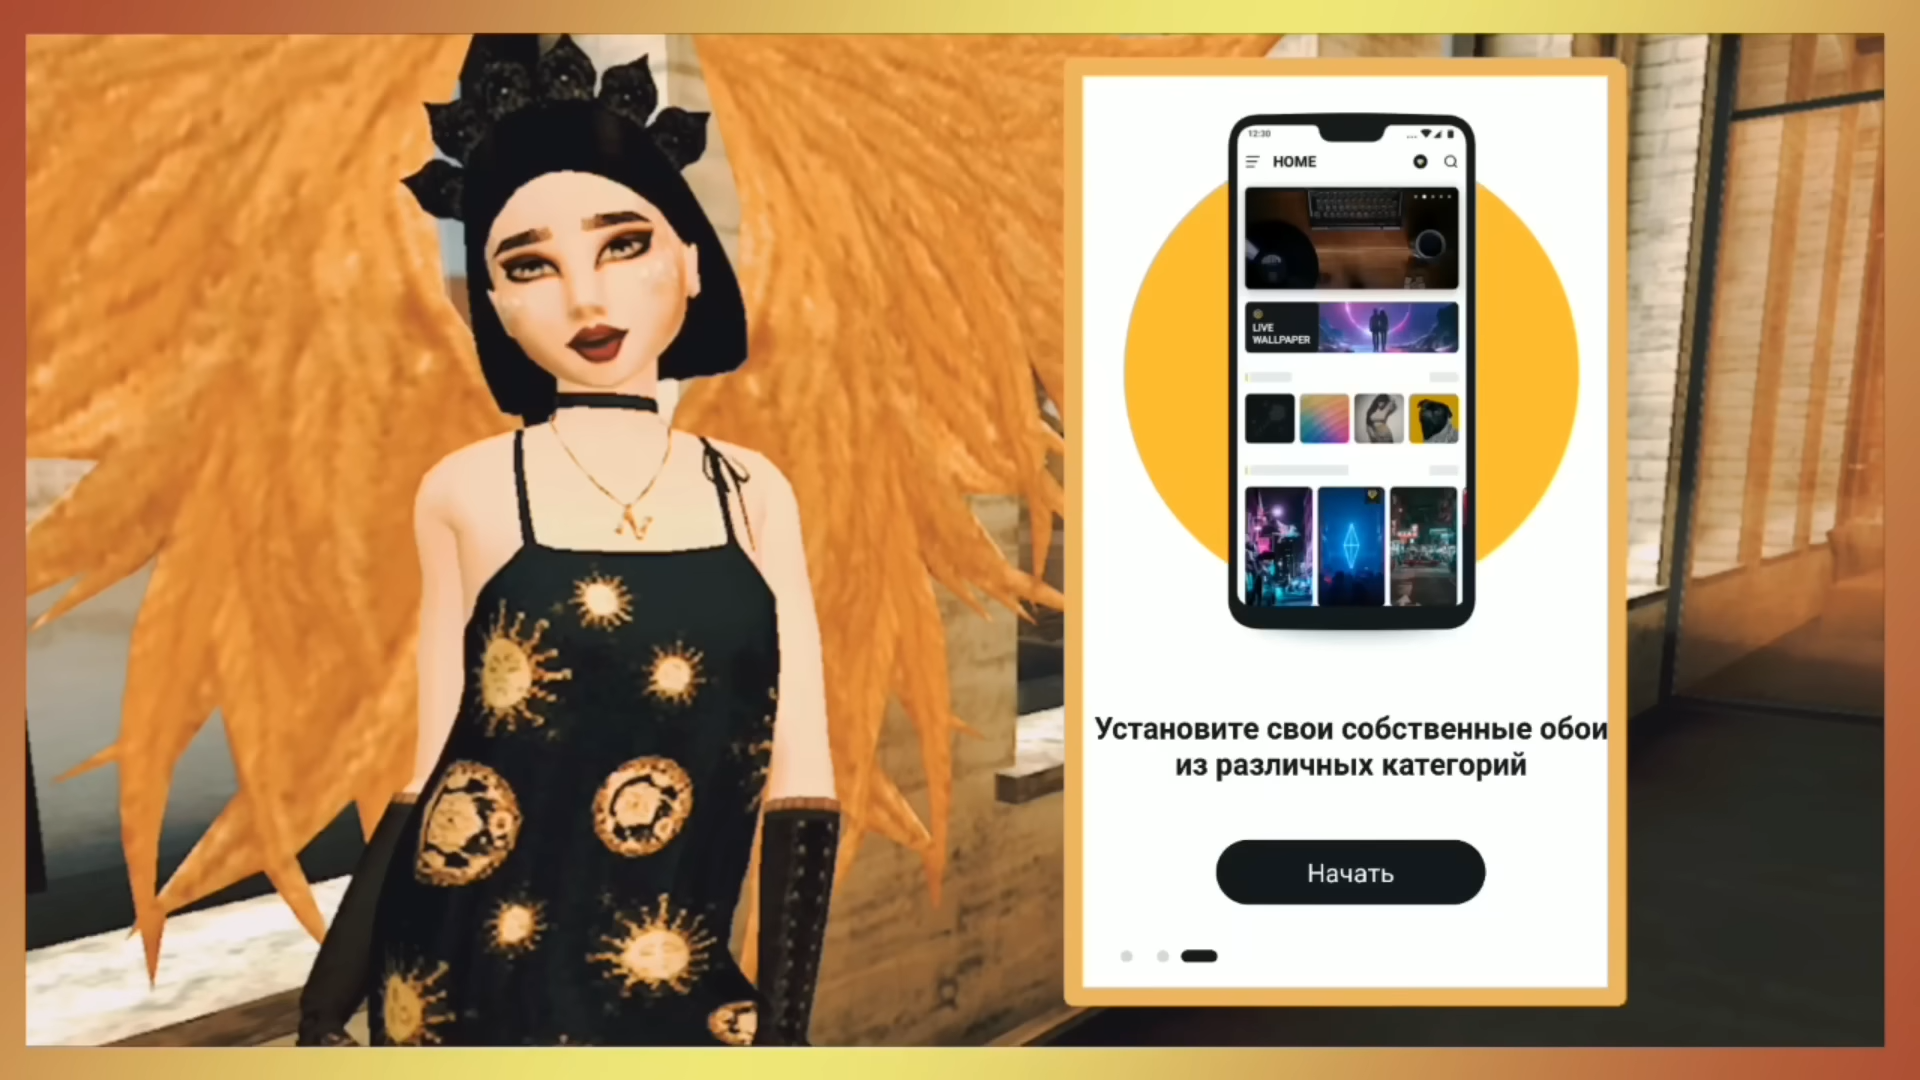 12:30
HOME
LIVE
WALLPAPER
Установите свои собственные обои
из различных категорий
Начать